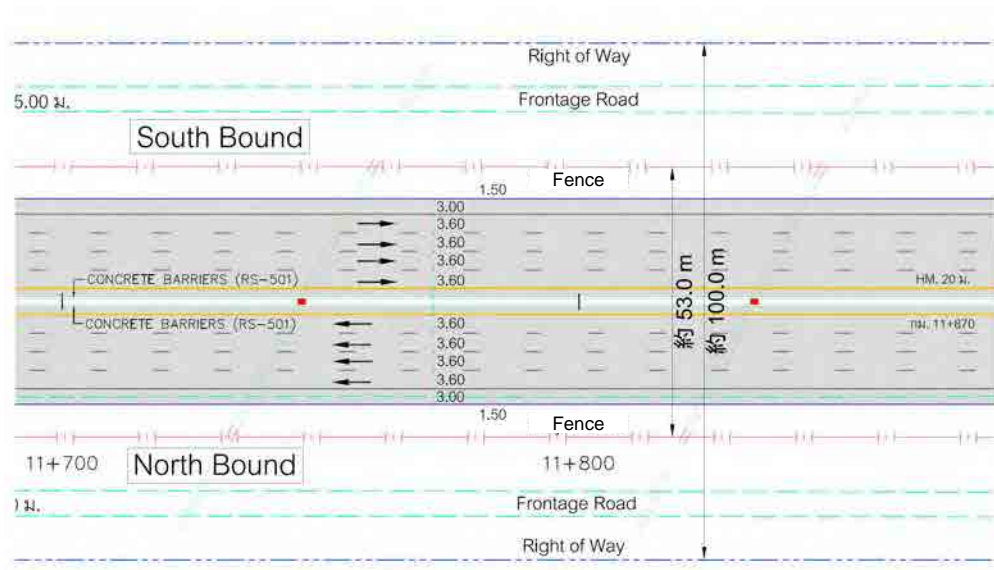 Right of Way
5.00 ม.
Frontage Road
South Bound
Fence
1.50
3.00
3.60
3.60
3.60
3.60
CONCRETE BARRIERS (RS-501)
HM. 20 ม.
約 53.0 m
約 100.0 m
CONCRETE BARRIERS (RS-501)
3.60
กม. 11+870
3.60
3.60
3.60
3.00
1.50
Fence
11+700
North Bound
11+800
) ม.
Frontage Road
Right of Way